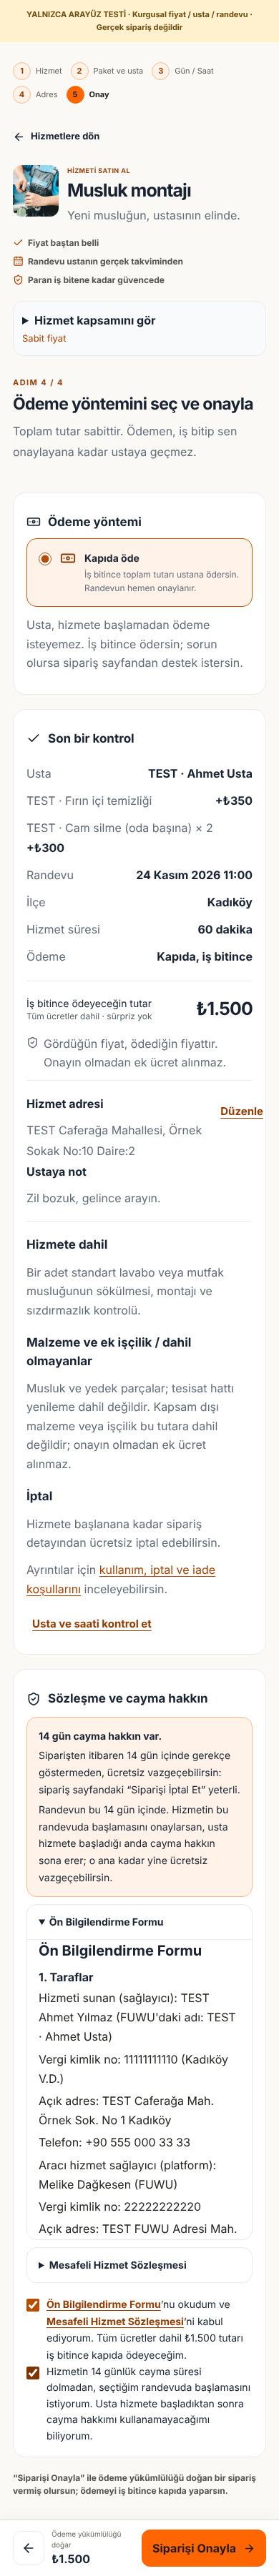 YALNIZCA ARAYÜZ TESTİ · Kurgusal fiyat / usta / randevu ·
Gerçek sipariş değildir
1 Hizmet 2 Paket ve usta 3 Gün / Saat
4 Adres 5 Onay
← Hizmetlere dön
HİZMETİ SATIN AL
Musluk montajı
Yeni musluğun, ustasının elinde.
Fiyat baştan belli
Randevu ustanın gerçek takviminden
Paran iş bitene kadar güvencede
Hizmet kapsamını gör
Sabit fiyat
ADIM 4 / 4
Ödeme yöntemini seç ve onayla
Toplam tutar sabittir. Ödemen, iş bitip sen
onaylayana kadar ustaya geçmez.
Ödeme yöntemi
Kapıda öde
İş bitince toplam tutarı ustana ödersin.
Randevun hemen onaylanır.
Usta, hizmete başlamadan ödeme
isteyemez. İş bitince ödersin; sorun
olursa sipariş sayfandan destek istersin.
Son bir kontrol
Usta TEST · Ahmet Usta
TEST · Fırın içi temizliği +₺350
TEST · Cam silme (oda başına) × 2
+₺300
Randevu 24 Kasım 2026 11:00
İlçe Kadıköy
Hizmet süresi 60 dakika
Ödeme Kapıda, iş bitince
İş bitince ödeyeceğin tutar ₺1.500
Tüm ücretler dahil · sürpriz yok
Gördüğün fiyat, ödediğin fiyattır.
Onayın olmadan ek ücret alınmaz.
Hizmet adresi Düzenle
TEST Caferağa Mahallesi, Örnek
Sokak No:10 Daire:2
Ustaya not
Zil bozuk, gelince arayın.
Hizmete dahil
Bir adet standart lavabo veya mutfak
musluğunun sökülmesi, montajı ve
sızdırmazlık kontrolü.
Malzeme ve ek işçilik / dahil
olmayanlar
Musluk ve yedek parçalar; tesisat hattı
yenileme dahil değildir. Kapsam dışı
malzeme veya işçilik bu tutara dahil
değildir; onayın olmadan ek ücret
alınmaz.
İptal
Hizmete başlanana kadar sipariş
detayından ücretsiz iptal edebilirsin.
Ayrıntılar için kullanım, iptal ve iade
koşullarını inceleyebilirsin.
Usta ve saati kontrol et
Sözleşme ve cayma hakkın
14 gün cayma hakkın var.
Siparişten itibaren 14 gün içinde gerekçe
göstermeden, ücretsiz vazgeçebilirsin:
sipariş sayfandaki “Siparişi İptal Et” yeterli.
Randevun bu 14 gün içinde. Hizmetin bu
randevuda başlamasını onaylarsan, usta
hizmete başladığı anda cayma hakkın
sona erer; o ana kadar yine ücretsiz
vazgeçebilirsin.
Ön Bilgilendirme Formu
Ön Bilgilendirme Formu
1. Taraflar
Hizmeti sunan (sağlayıcı): TEST
Ahmet Yılmaz (FUWU'daki adı: TEST
· Ahmet Usta)
Vergi kimlik no: 11111111110 (Kadıköy
V.D.)
Açık adres: TEST Caferağa Mah.
Örnek Sok. No 1 Kadıköy
Telefon: +90 555 000 33 33
Aracı hizmet sağlayıcı (platform):
Melike Dağkesen (FUWU)
Vergi kimlik no: 22222222220
Açık adres: TEST FUWU Adresi Mah.
Mesafeli Hizmet Sözleşmesi
Ön Bilgilendirme Formu’nu okudum ve
Mesafeli Hizmet Sözleşmesi’ni kabul
ediyorum. Tüm ücretler dahil ₺1.500 tutarı
iş bitince kapıda ödeyeceğim.
Hizmetin 14 günlük cayma süresi
dolmadan, seçtiğim randevuda başlamasını
istiyorum. Usta hizmete başladıktan sonra
cayma hakkımı kullanamayacağımı
biliyorum.
“Siparişi Onayla” ile ödeme yükümlülüğü doğan bir sipariş
vermiş olursun; ödemeyi iş bitince kapıda yaparsın.
Ödeme yükümlülüğü
doğar
₺1.500
Siparişi Onayla →